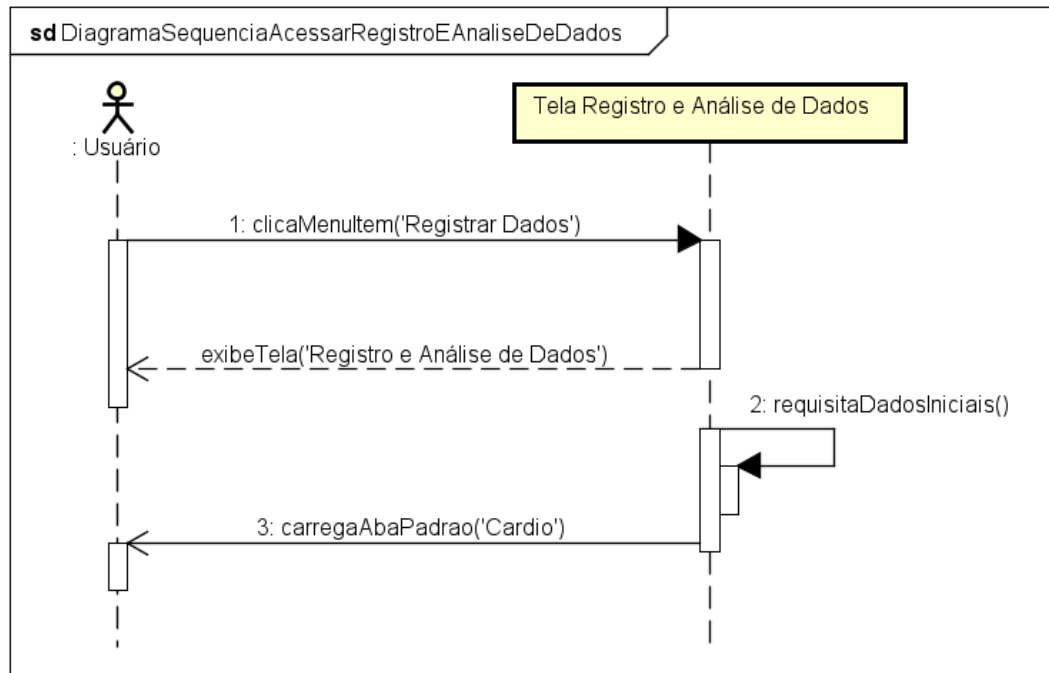 sd DiagramaSequenciaAcessarRegistroEAnaliseDeDados
: Usuário
Tela Registro e Análise de Dados
1: clicaMenuItem('Registrar Dados')
exibeTela('Registro e Análise de Dados')
2: requisitaDadosIniciais()
3: carregaAbaPadrao('Cardio')